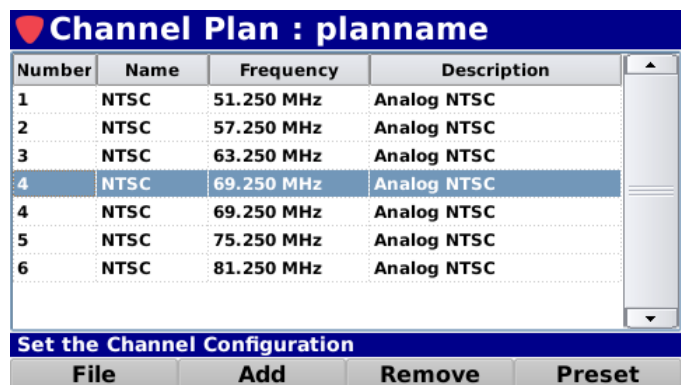 Channel Plan : planname
Number Name Frequency Description
1 NTSC 51.250 MHz Analog NTSC
2 NTSC 57.250 MHz Analog NTSC
3 NTSC 63.250 MHz Analog NTSC
4 NTSC 69.250 MHz Analog NTSC
4 NTSC 69.250 MHz Analog NTSC
5 NTSC 75.250 MHz Analog NTSC
6 NTSC 81.250 MHz Analog NTSC
Set the Channel Configuration
File Add Remove Preset